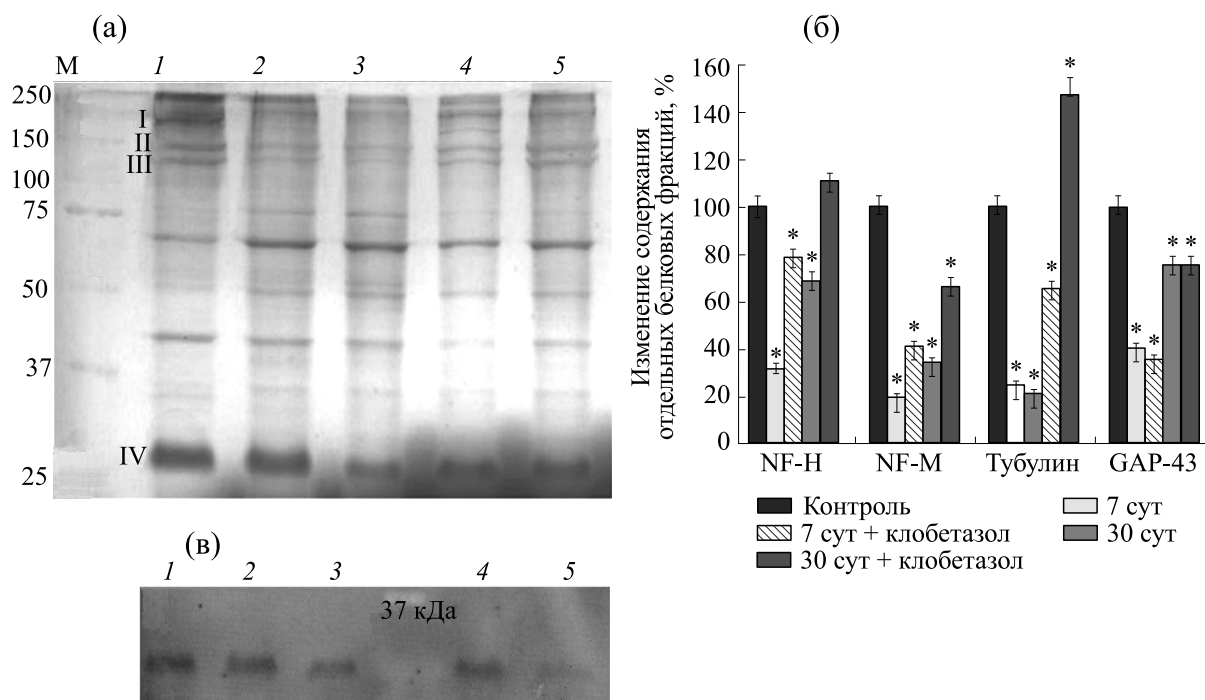 (а)
М 1 2 3 4 5
250
I
150
II
III
100
75
50
37
IV
25
(б)
Изменение содержания
отдельных белковых фракций, %
160
140
120
100
80
60
40
20
0
* * * * * * * * * * * * *
NF-H NF-M Тубулин GAP-43
Контроль 7 сут
7 сут + клобетазол 30 сут
30 сут + клобетазол
(в)
1 2 3 4 5
37 кДа